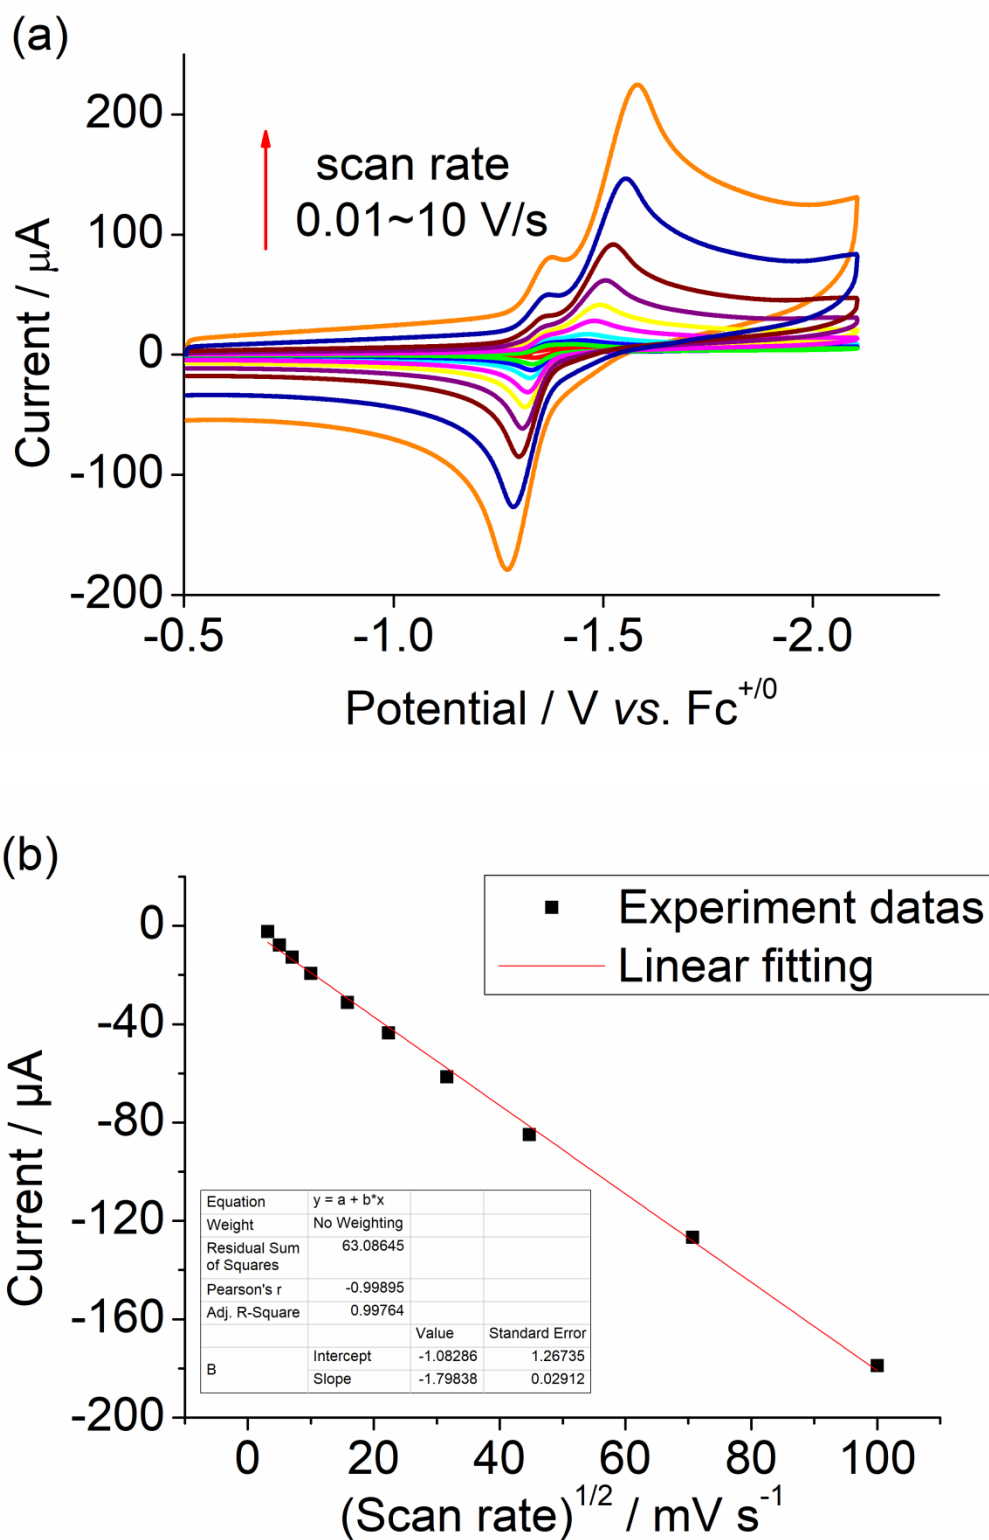 (a)
200
100
0
-100
-200
Current / μA
scan rate
0.01~10 V/s
-0.5 -1.0 -1.5 -2.0
Potential / V vs. Fc+/0
(b)
Experiment datas
Linear fitting
0
-40
-80
-120
-160
-200
Current / μA
Equation y = a + b*x
Weight No Weighting
Residual Sum of Squares 63.08645
Pearson's r -0.99895
Adj. R-Square 0.99764
Value Standard Error
B Intercept -1.08286 1.26735
Slope -1.79838 0.02912
0 20 40 60 80 100
(Scan rate)1/2 / mV s-1